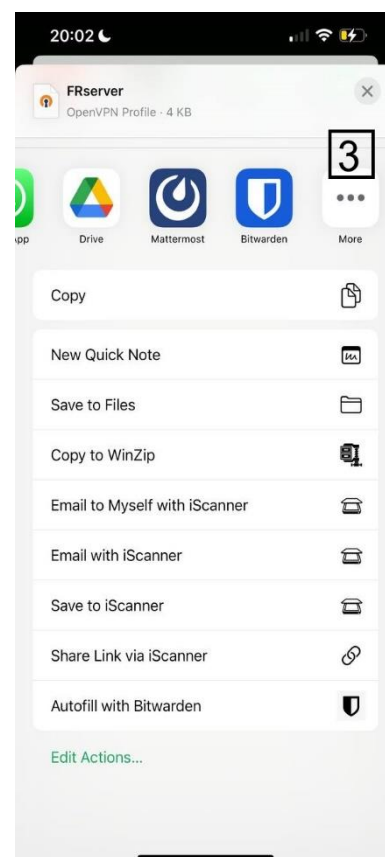 20:02
FRserver
OpenVPN Profile · 4 KB
3
App
Drive
Mattermost
Bitwarden
More
Copy
New Quick Note
Save to Files
Copy to WinZip
Email to Myself with iScanner
Email with iScanner
Save to iScanner
Share Link via iScanner
Autofill with Bitwarden
Edit Actions...